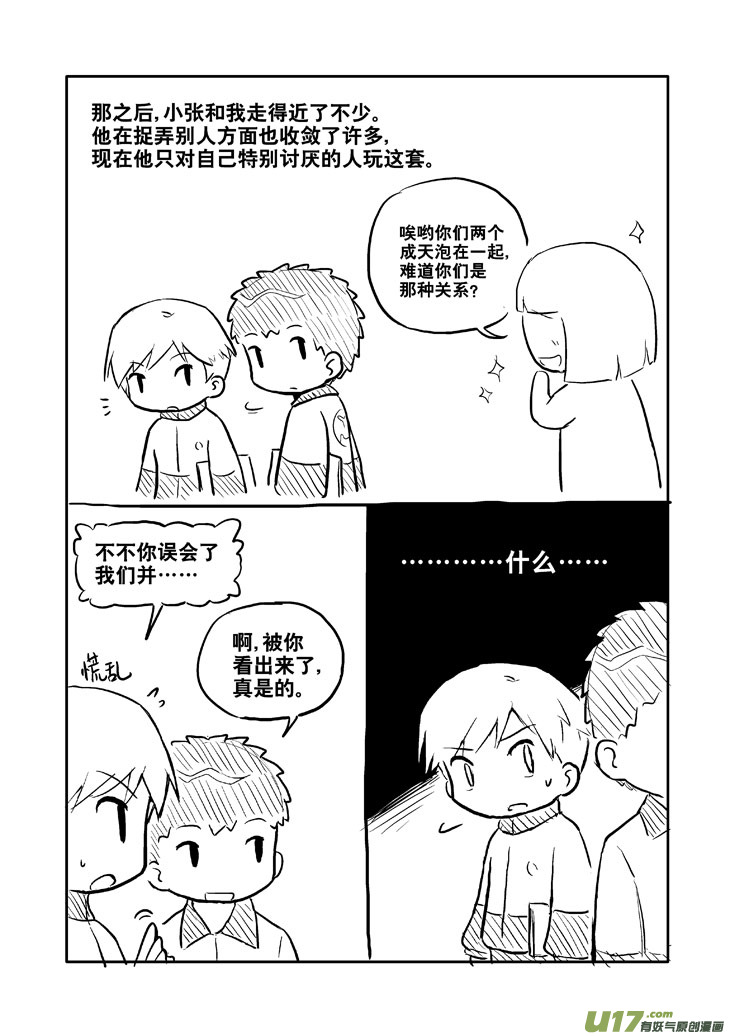 那之后,小张和我走得近了不少。
他在捉弄别人方面也收敛了许多,
现在他只对自己特别讨厌的人玩这套。
唉哟你们两个
成天泡在一起,
难道你们是
那种关系?
不不你误会了
我们并……
慌乱
啊,被你
看出来了,
真是的。
…………什么……
U17.com
有妖气原创漫画